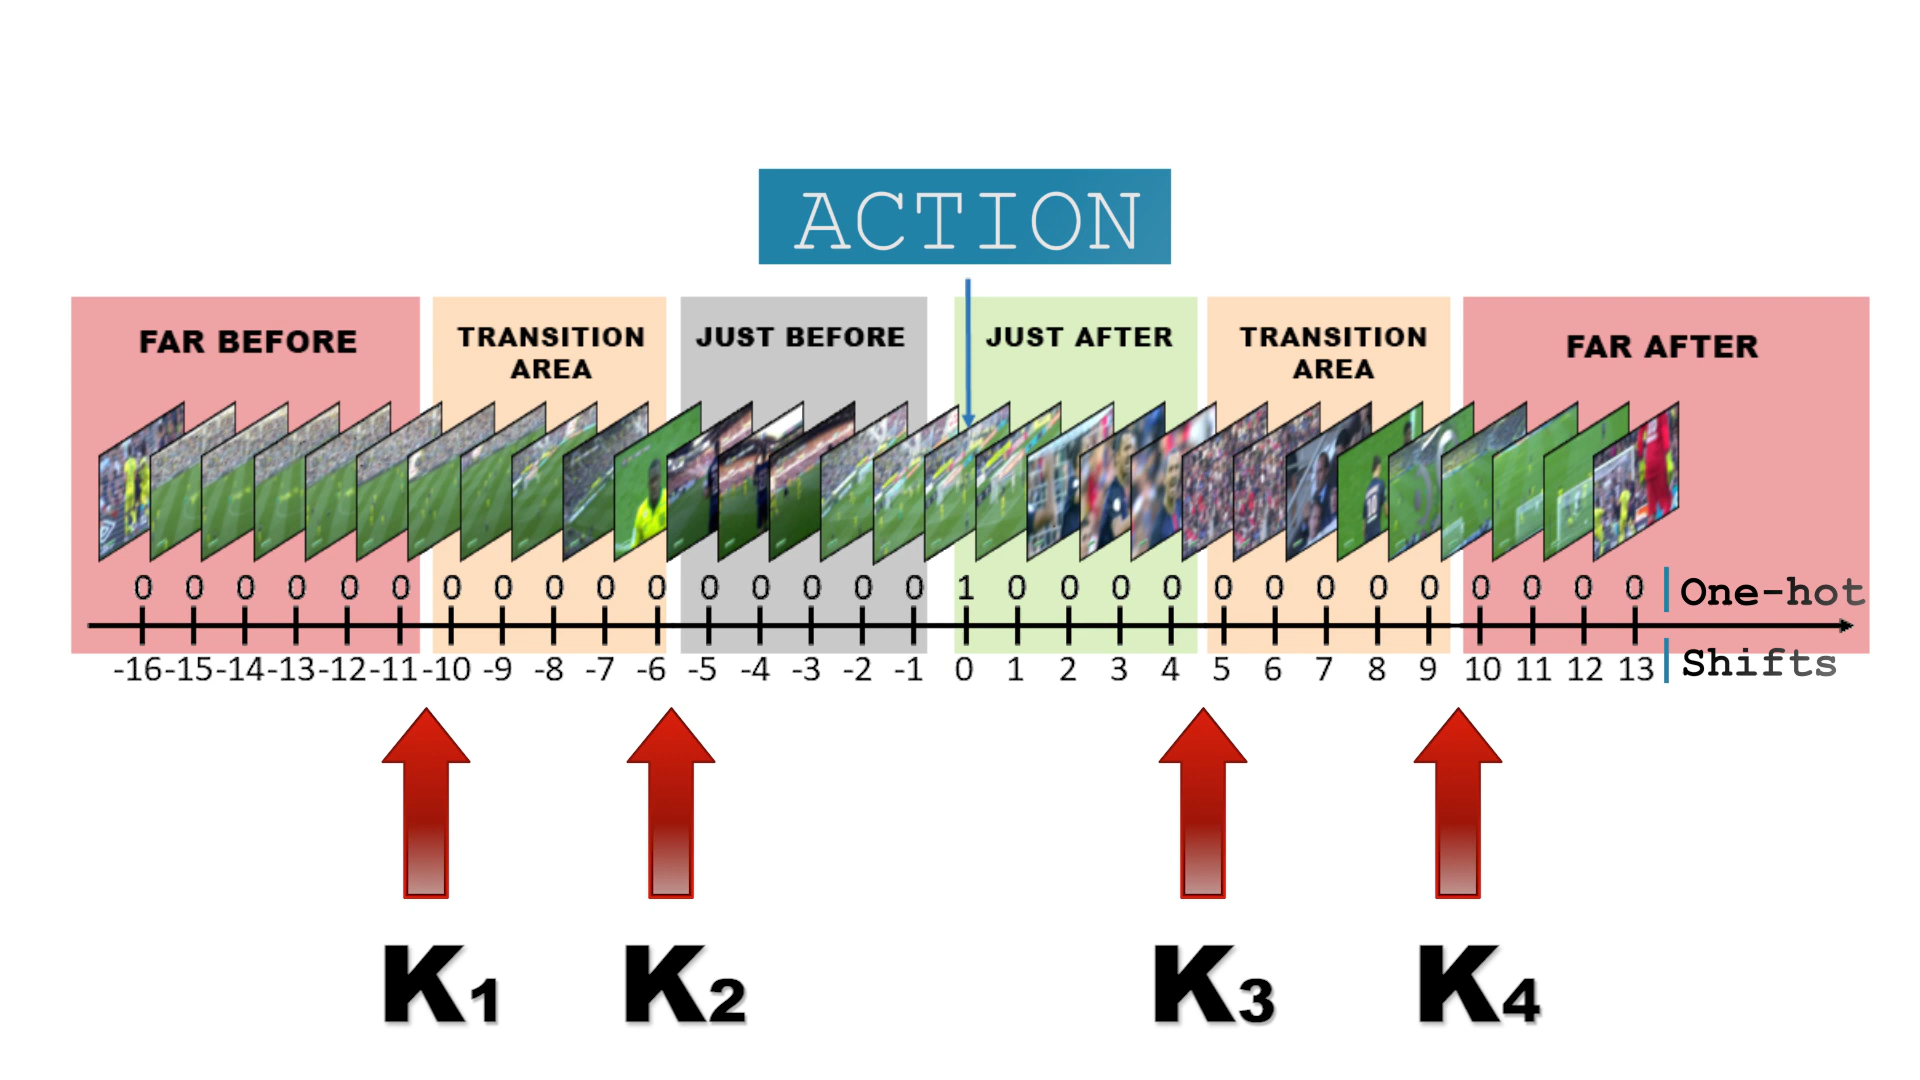 ACTION
FAR BEFORE
TRANSITION
AREA
JUST BEFORE
JUST AFTER
TRANSITION
AREA
FAR AFTER
0 0 0 0 0 0 0 0 0 0 0 0 0 0 0 0 1 0 0 0 0 0 0 0 0 0 0 0 0 0 | One-hot
-16 -15 -14 -13 -12 -11 -10 -9 -8 -7 -6 -5 -4 -3 -2 -1 0 1 2 3 4 5 6 7 8 9 10 11 12 13 | Shifts
K1 K2 K3 K4